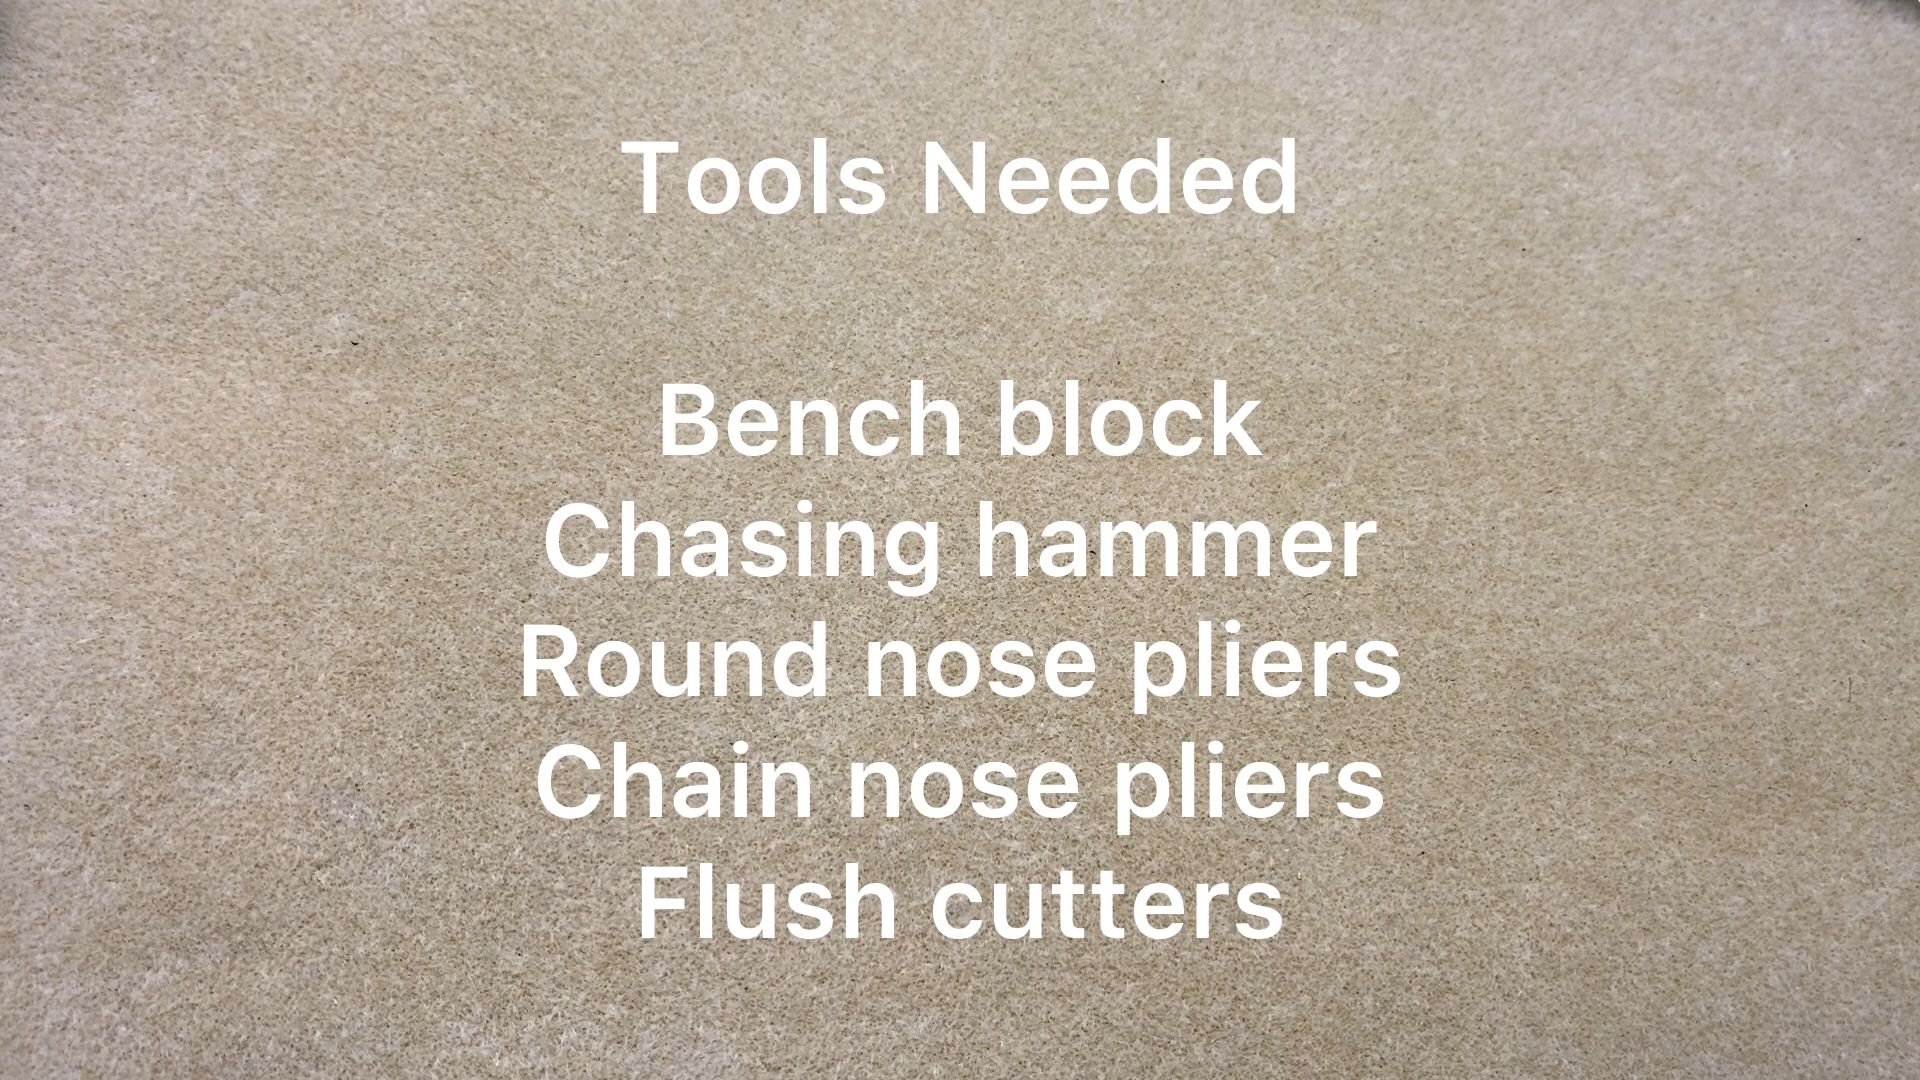 Tools Needed
Bench block
Chasing hammer
Round nose pliers
Chain nose pliers
Flush cutters